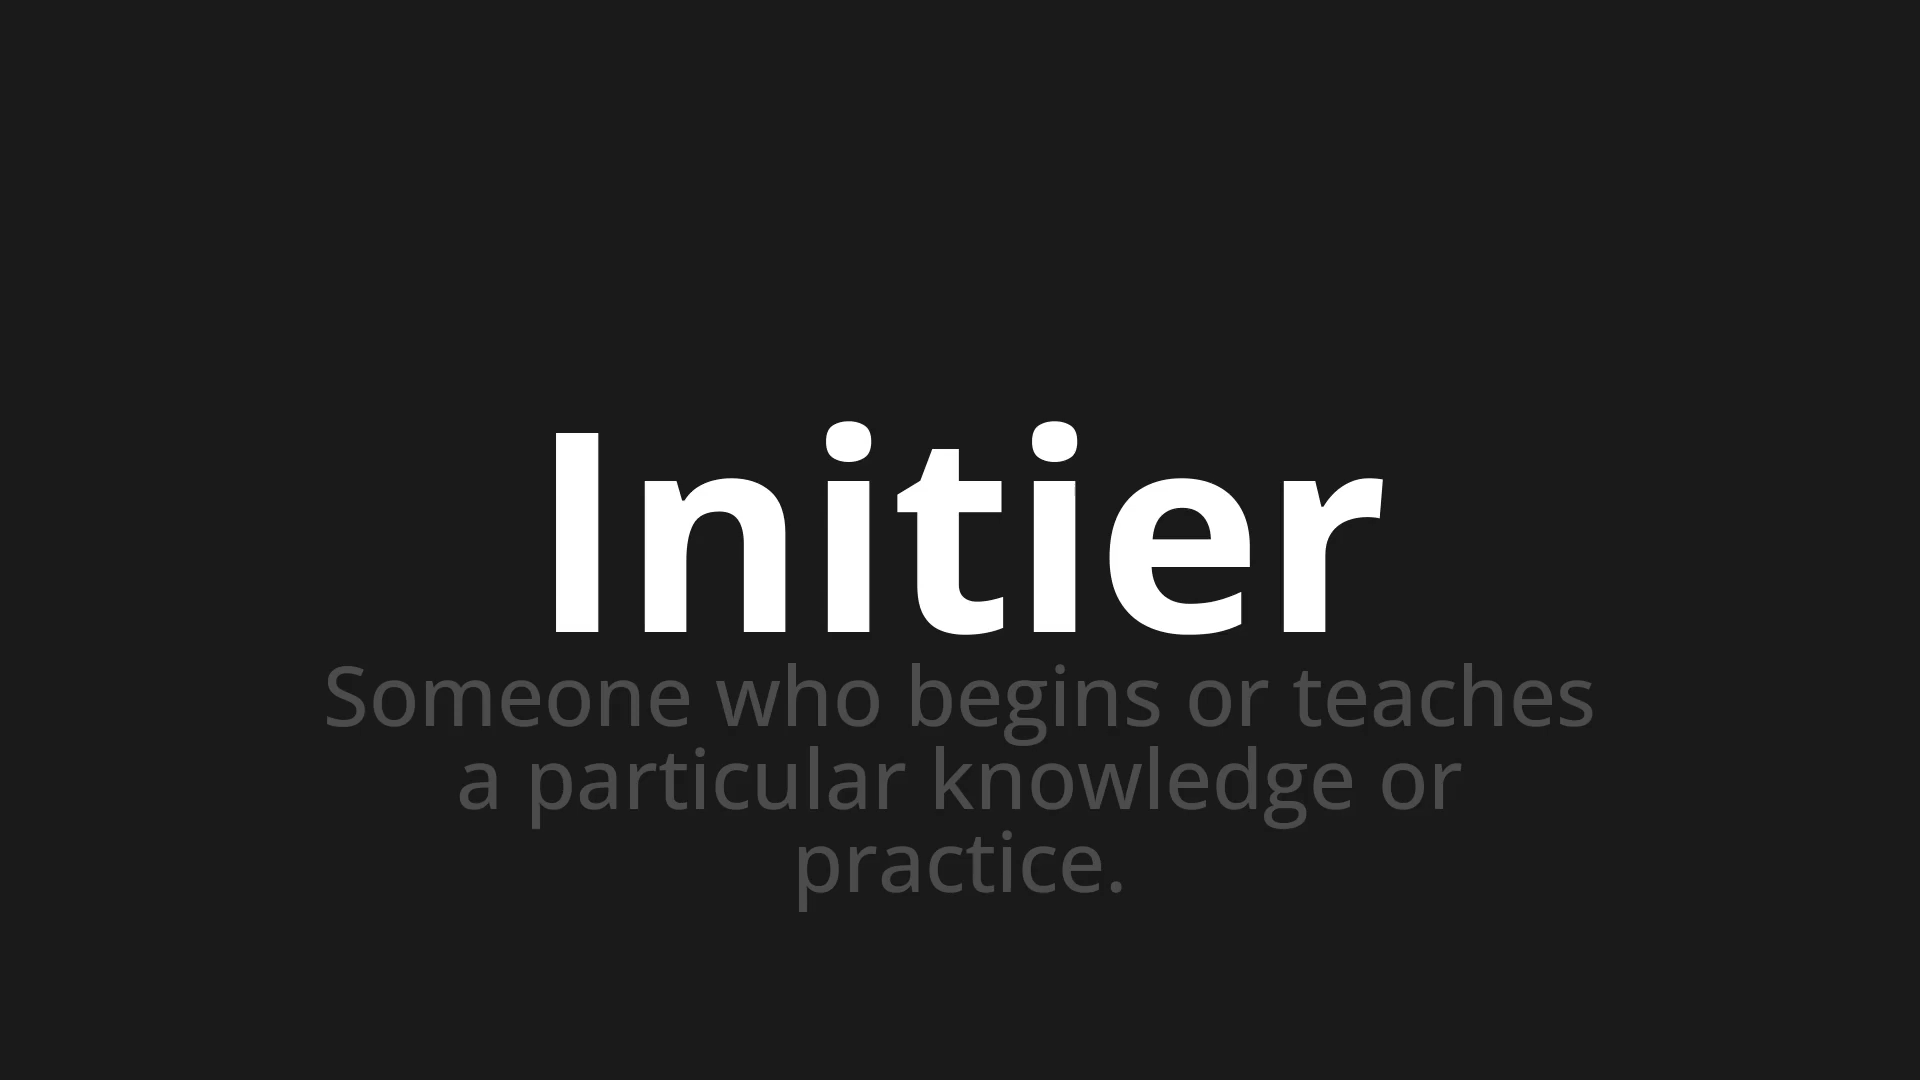 Initier
Someone who begins or teaches
a particular knowledge or
practice.